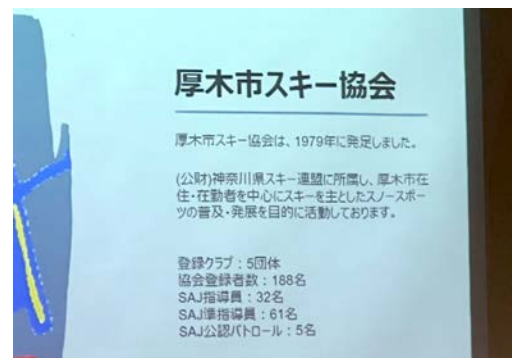 厚木市スキー協会
厚木市スキー協会は、1979年に発足しました。
(公財)神奈川県スキー連盟に所属し、厚木市在
住・在勤者を中心にスキーを主としたスノースポー
ツの普及・発展を目的に活動しております。
登録クラブ：5団体
協会登録者数：188名
SAJ指導員：32名
SAJ準指導員：61名
SAJ公認パトロール：5名